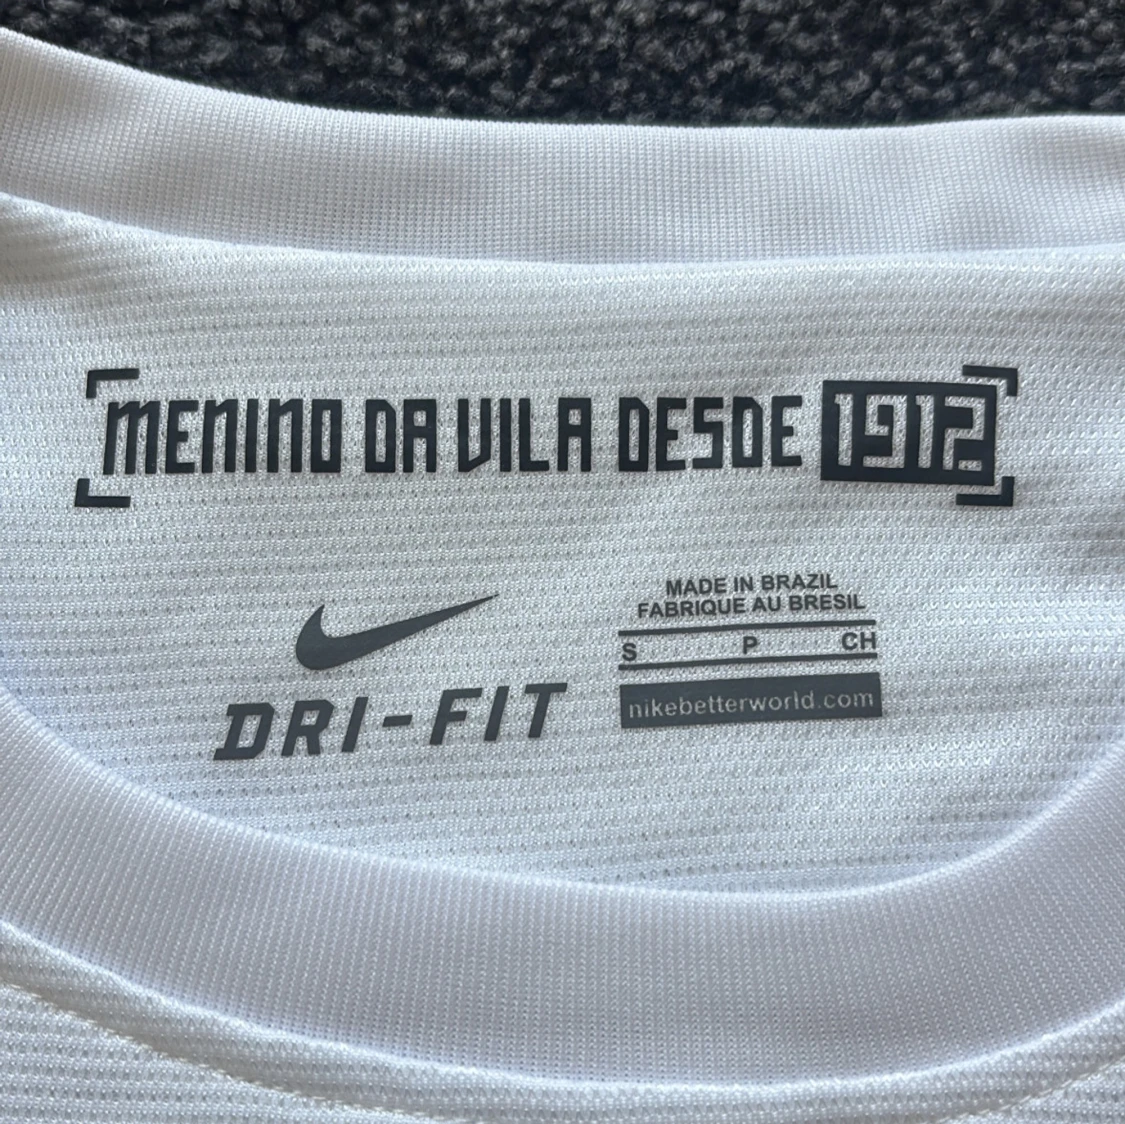 MENINO DA VILA DESDE 1912
MADE IN BRAZIL
FABRIQUE AU BRESIL
S P CH
nikebetterworld.com
DRI-FIT